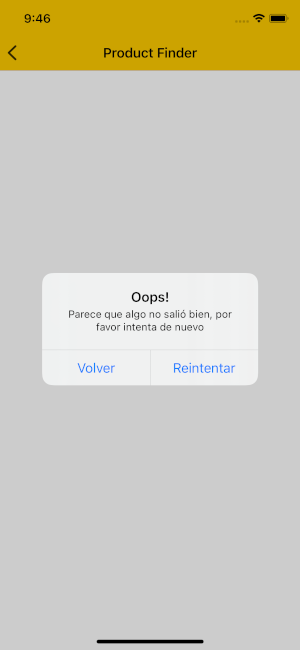 9:46
Product Finder
Oops!
Parece que algo no salió bien, por
favor intenta de nuevo
Volver
Reintentar